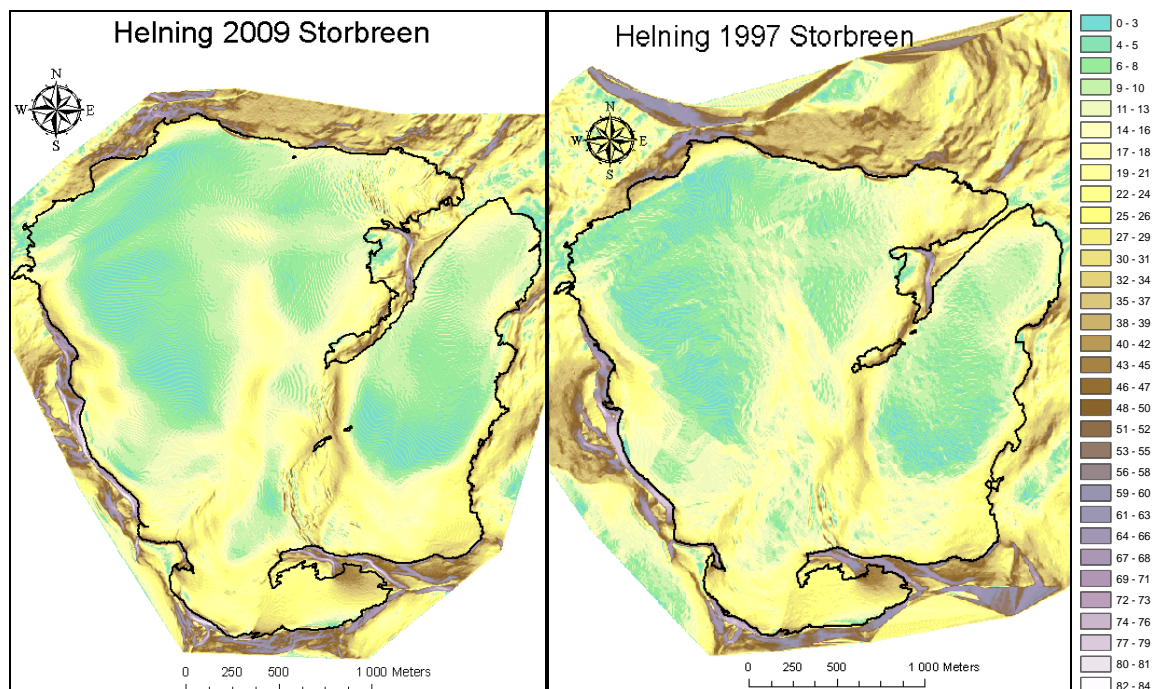 Helning 2009 Storbreen
N
W E
S
0 250 500 1 000 Meters
Helning 1997 Storbreen
N
W E
S
0 250 500 1 000 Meters
0 - 3
4 - 5
6 - 8
9 - 10
11 - 13
14 - 16
17 - 18
19 - 21
22 - 24
25 - 26
27 - 29
30 - 31
32 - 34
35 - 37
38 - 39
40 - 42
43 - 45
46 - 47
48 - 50
51 - 52
53 - 55
56 - 58
59 - 60
61 - 63
64 - 66
67 - 68
69 - 71
72 - 73
74 - 76
77 - 79
80 - 81
82 - 84